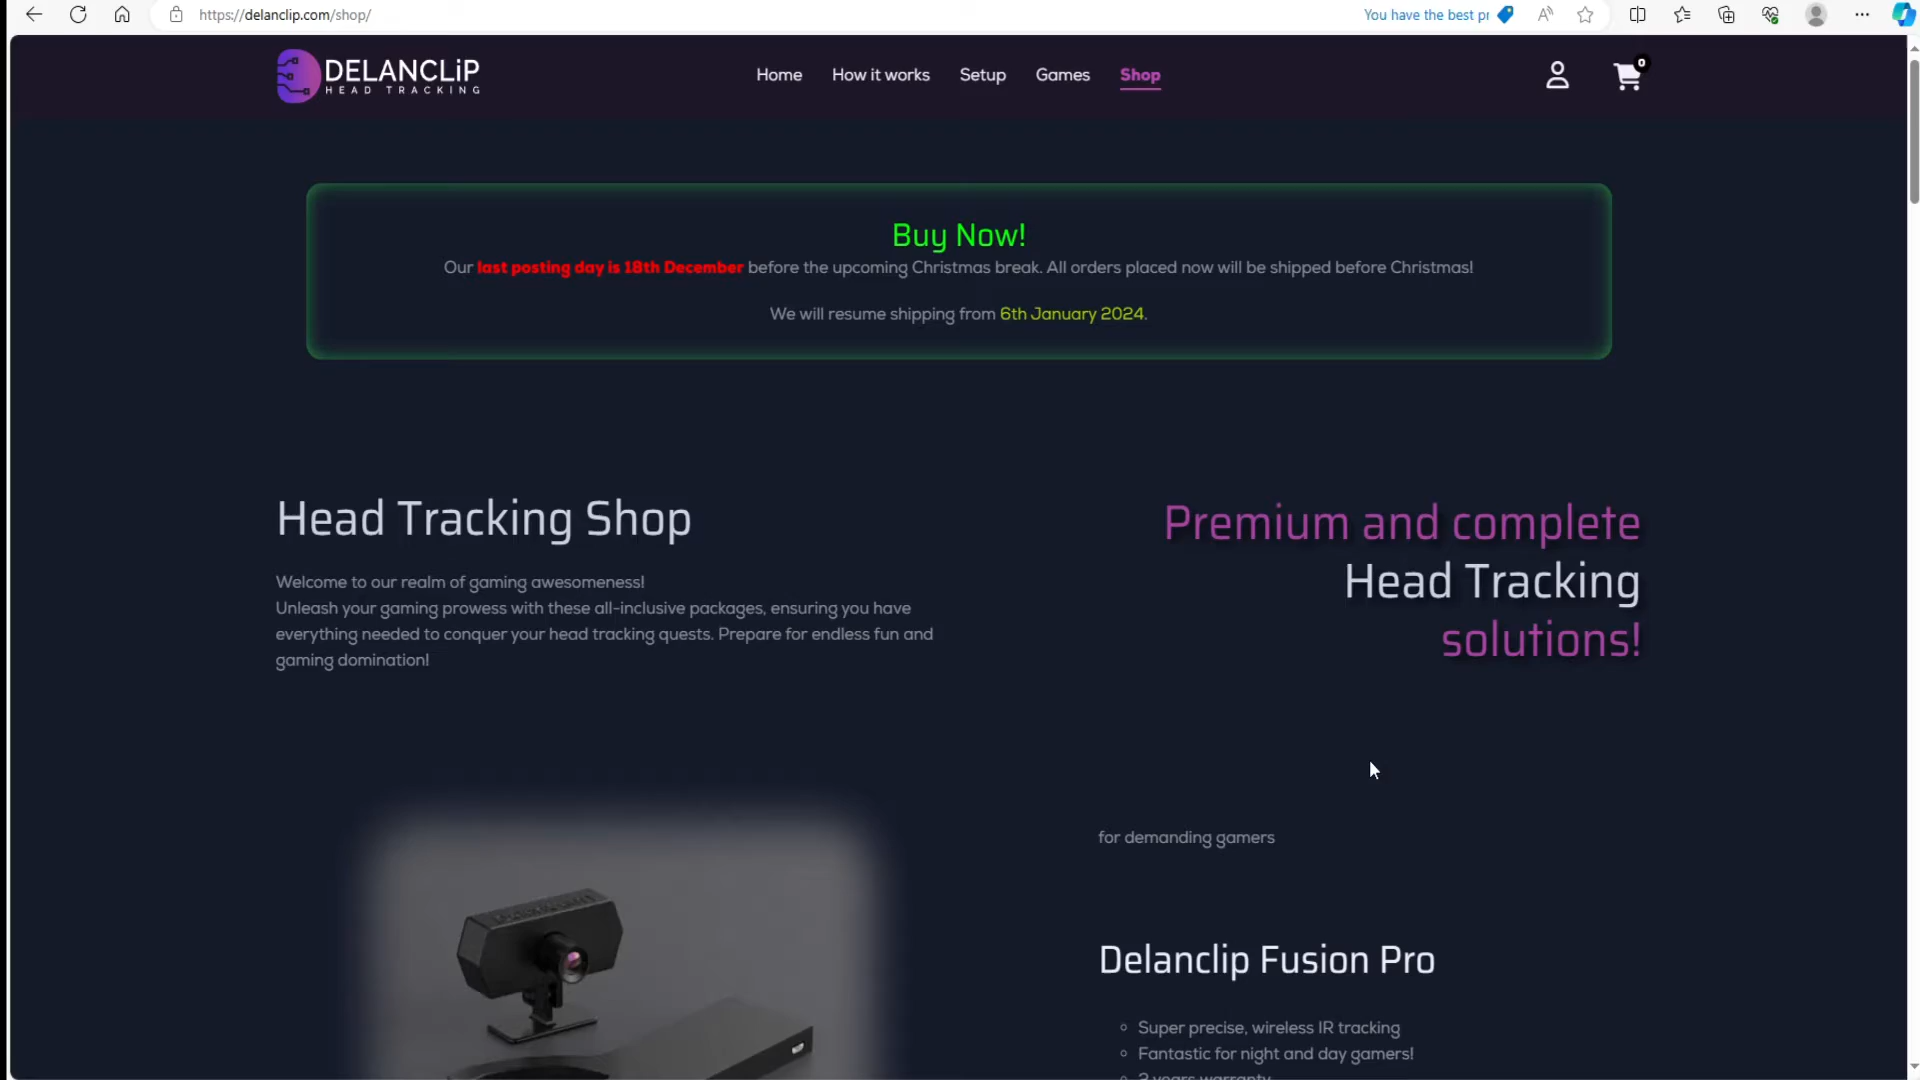 https://delanclip.com/shop/
You have the best pr
DELANCLiP
HEAD TRACKING
Home How it works Setup Games Shop
0
Buy Now!
Our last posting day is 18th December before the upcoming Christmas break. All orders placed now will be shipped before Christmas!
We will resume shipping from 6th January 2024.
Head Tracking Shop
Welcome to our realm of gaming awesomeness!
Unleash your gaming prowess with these all-inclusive packages, ensuring you have
everything needed to conquer your head tracking quests. Prepare for endless fun and
gaming domination!
Premium and complete
Head Tracking
solutions!
for demanding gamers
Delanclip Fusion Pro
Super precise, wireless IR tracking
Fantastic for night and day gamers!
years warranty